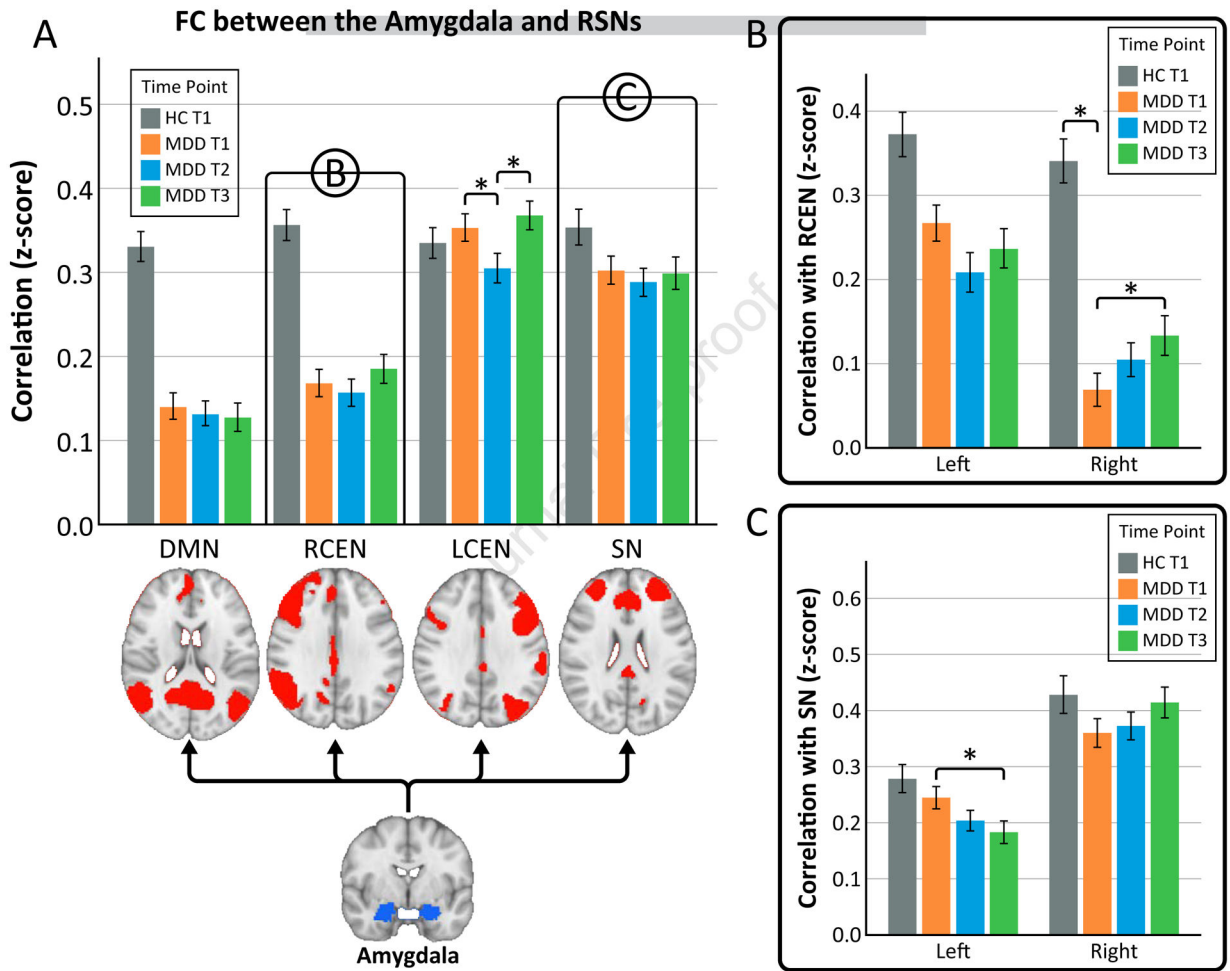 FC between the Amygdala and RSNs
A
Correlation (z-score)
0.5
0.4
0.3
0.2
0.1
0.0
Time Point
HC T1
MDD T1
MDD T2
MDD T3
B
C
*
*
DMN
RCEN
LCEN
SN
Amygdala
B
Correlation with RCEN (z-score)
0.4
0.3
0.2
0.1
0.0
Time Point
HC T1
MDD T1
MDD T2
MDD T3
*
*
Left
Right
C
Correlation with SN (z-score)
0.6
0.5
0.4
0.3
0.2
0.1
0.0
Time Point
HC T1
MDD T1
MDD T2
MDD T3
*
Left
Right
proof